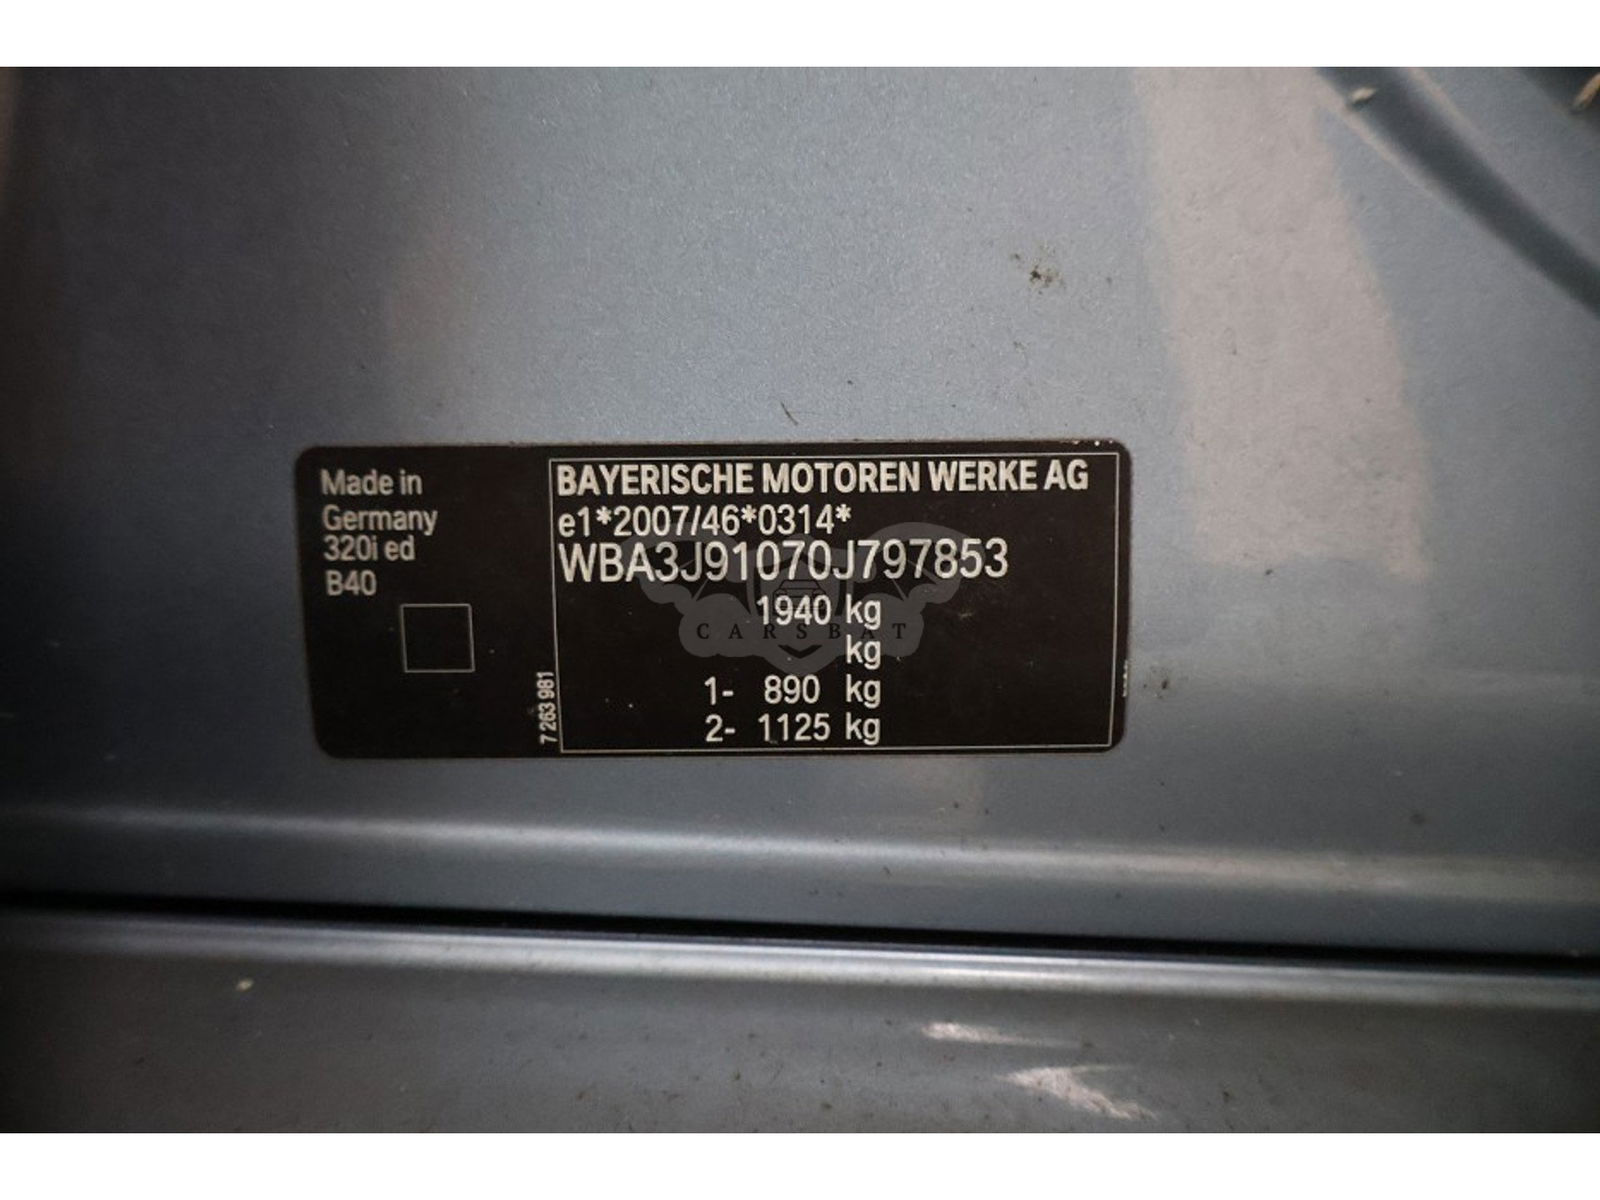 Made in
Germany
320i ed
B40
7 263 981
BAYERISCHE MOTOREN WERKE AG
e1*2007/46*0314*
WBA3J91070J797853
1940 kg
kg
1- 890 kg
2- 1125 kg
CARSBAT